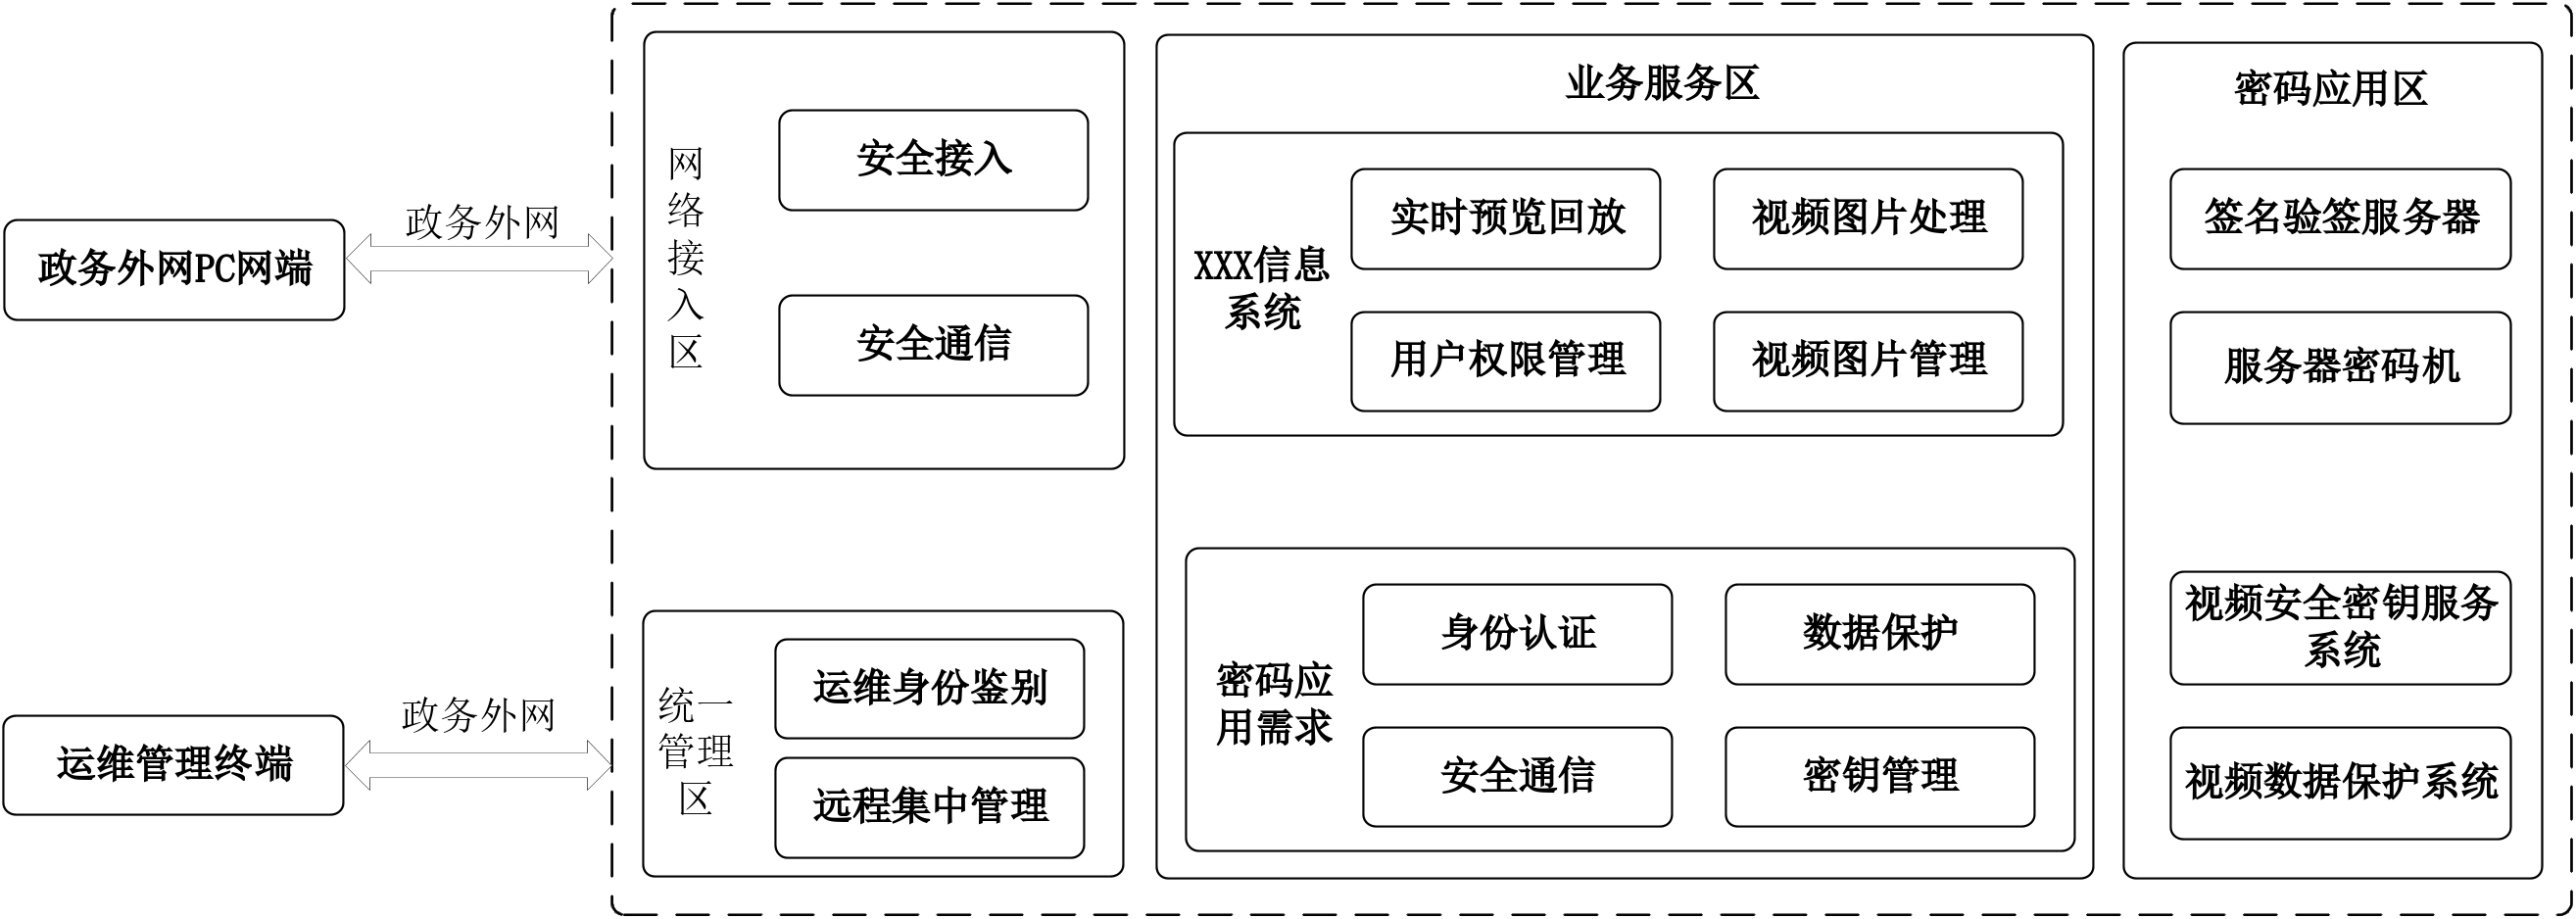 政务外网PC网端
政务外网
运维管理终端
政务外网
网
络
接
入
区
安全接入
安全通信
统一
管理
区
运维身份鉴别
远程集中管理
业务服务区
XXX信息
系统
实时预览回放
视频图片处理
用户权限管理
视频图片管理
密码应
用需求
身份认证
数据保护
安全通信
密钥管理
密码应用区
签名验签服务器
服务器密码机
视频安全密钥服务
系统
视频数据保护系统